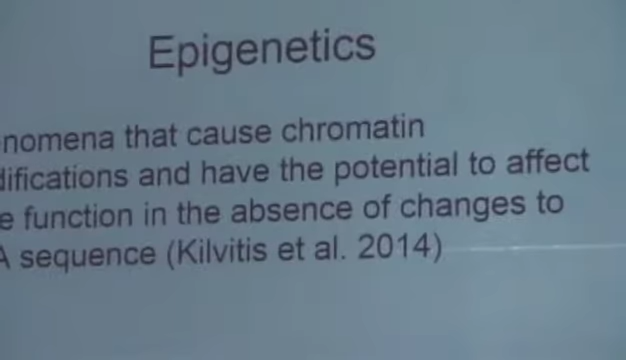 Epigenetics
nomena that cause chromatin
difications and have the potential to affect
e function in the absence of changes to
A sequence (Kilvitis et al. 2014)